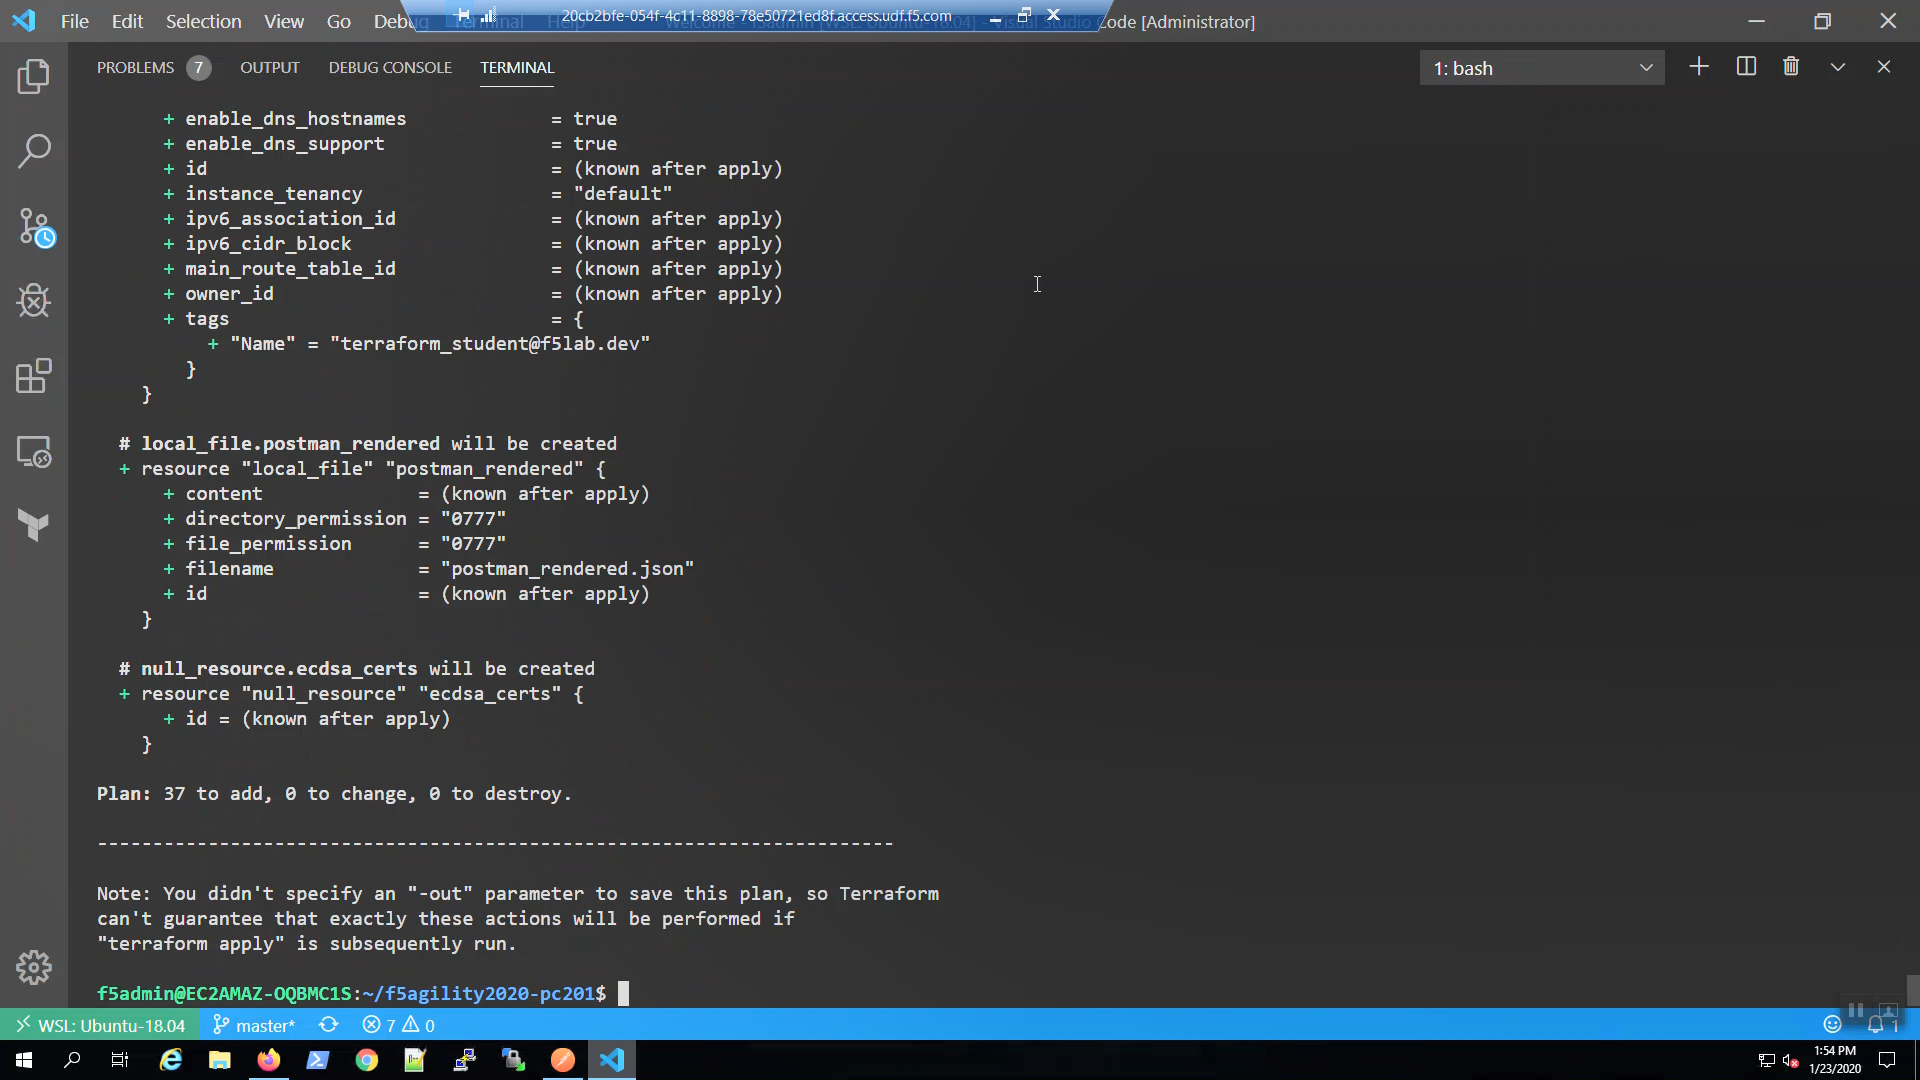 File Edit Selection View Go Debu Terminal Help
20cb2bfe-054f-4c11-8898-78e50721ed8f.access.udf.f5.com
Code [Administrator]
PROBLEMS 7 OUTPUT DEBUG CONSOLE TERMINAL
1: bash
+ enable_dns_hostnames = true
+ enable_dns_support = true
+ id = (known after apply)
+ instance_tenancy = "default"
+ ipv6_association_id = (known after apply)
+ ipv6_cidr_block = (known after apply)
+ main_route_table_id = (known after apply)
+ owner_id = (known after apply)
+ tags = {
+ "Name" = "terraform_student@f5lab.dev"
}
}
# local_file.postman_rendered will be created
+ resource "local_file" "postman_rendered" {
+ content = (known after apply)
+ directory_permission = "0777"
+ file_permission = "0777"
+ filename = "postman_rendered.json"
+ id = (known after apply)
}
# null_resource.ecdsa_certs will be created
+ resource "null_resource" "ecdsa_certs" {
+ id = (known after apply)
}
Plan: 37 to add, 0 to change, 0 to destroy.
------------------------------------------------------------------------
Note: You didn't specify an "-out" parameter to save this plan, so Terraform
can't guarantee that exactly these actions will be performed if
"terraform apply" is subsequently run.
f5admin@EC2AMAZ-OQBMC1S:~/f5agility2020-pc201$
WSL: Ubuntu-18.04 master* 7 0 1
1:54 PM
1/23/2020